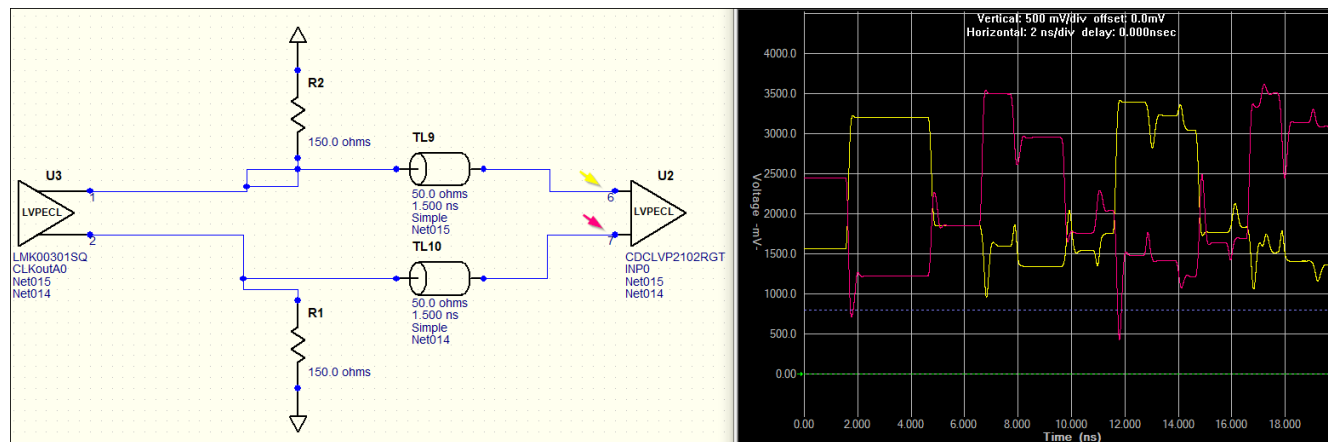 R2
150.0 ohms
U3
1
LVPECL
2
LMK00301SQ
CLKoutA0
Net015
Net014
TL9
50.0 ohms
1.500 ns
Simple
Net015
TL10
50.0 ohms
1.500 ns
Simple
Net014
R1
150.0 ohms
U2
6
LVPECL
7
CDCLVP2102RGT
INP0
Net015
Net014
Vertical: 500 mV/div offset: 0.0mV
Horizontal: 2 ns/div delay: 0.000nsec
4000.0
3500.0
3000.0
2500.0
2000.0
1500.0
1000.0
500.0
0.00
Voltage -mV-
0.00
2.000
4.000
6.000
8.000
10.000
12.000
14.000
16.000
18.000
Time (ns)